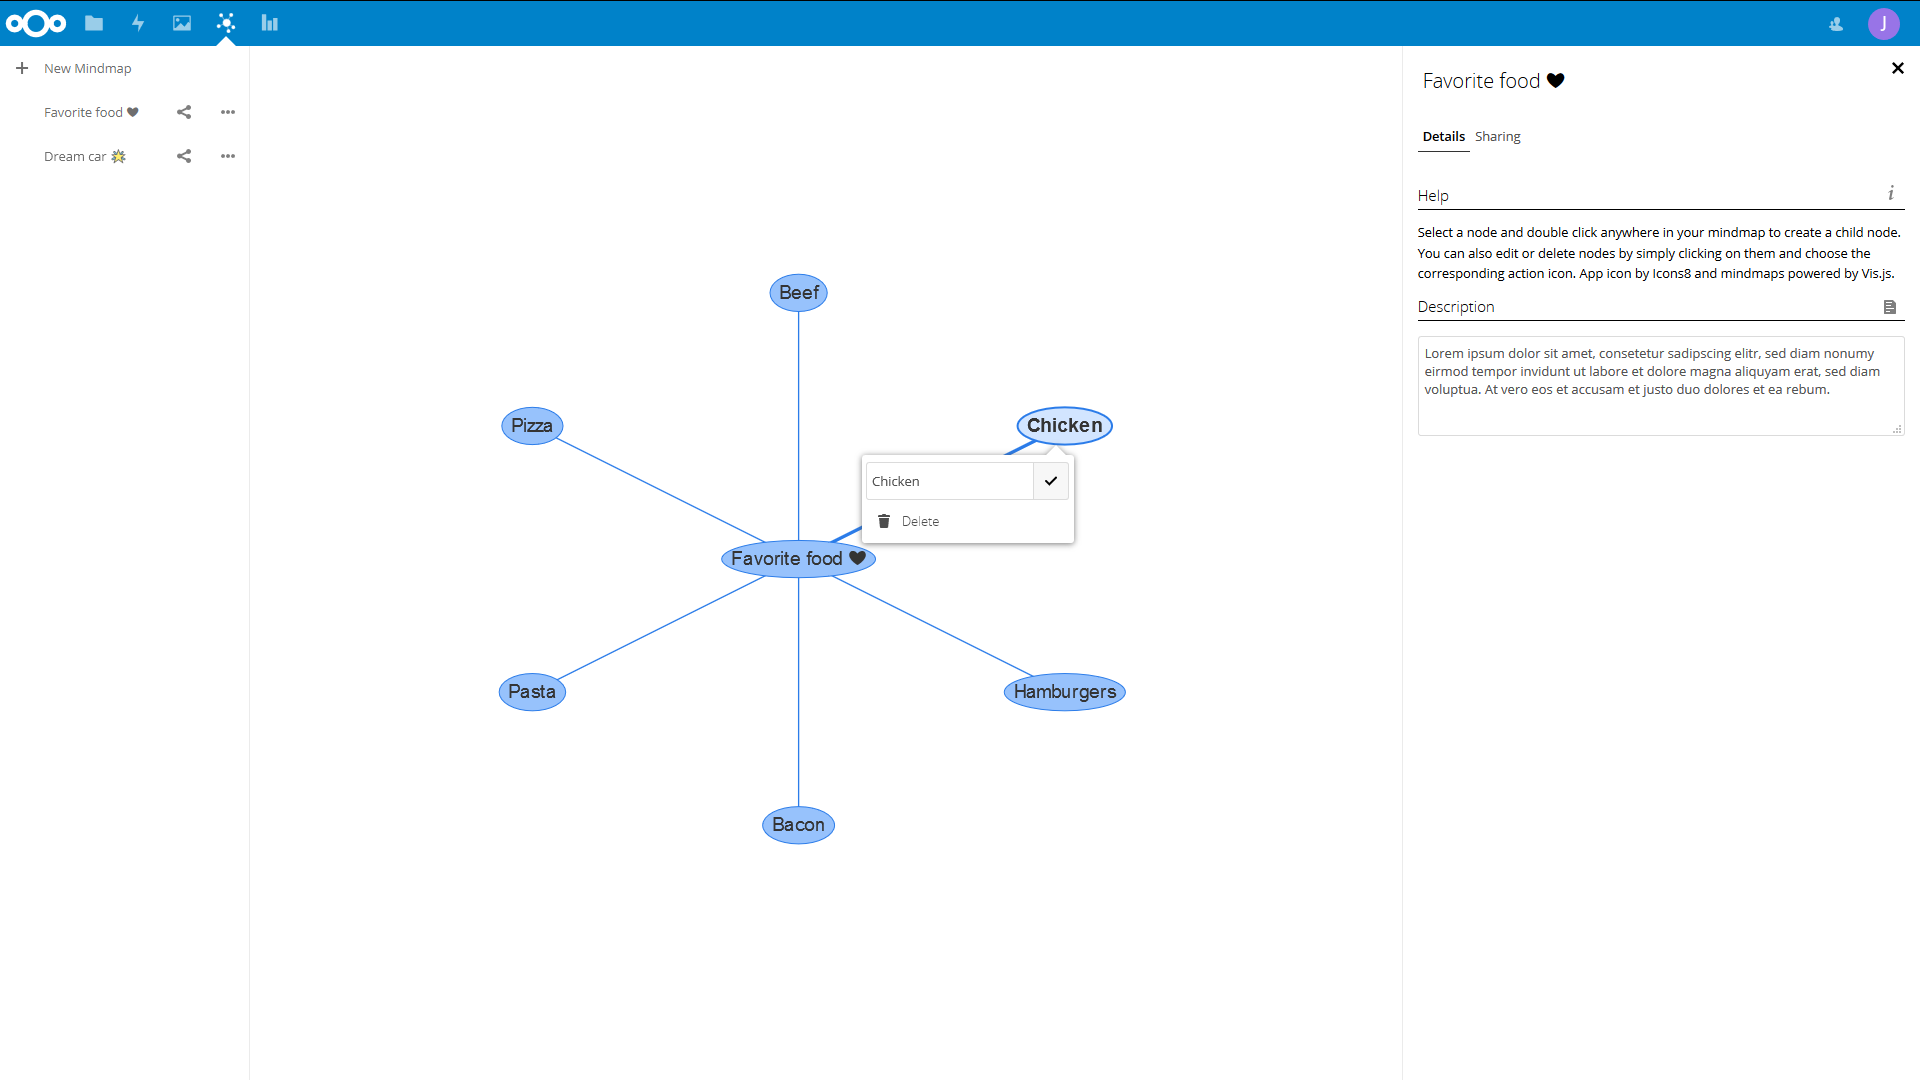 J
New Mindmap
Favorite food 🖤
Dream car 🌟
Beef
Pizza
Chicken
Chicken
Delete
Favorite food 🖤
Pasta
Hamburgers
Bacon
Favorite food 🖤
Details Sharing
Help
Select a node and double click anywhere in your mindmap to create a child node.
You can also edit or delete nodes by simply clicking on them and choose the
corresponding action icon. App icon by Icons8 and mindmaps powered by Vis.js.
Description
Lorem ipsum dolor sit amet, consetetur sadipscing elitr, sed diam nonumy
eirmod tempor invidunt ut labore et dolore magna aliquyam erat, sed diam
voluptua. At vero eos et accusam et justo duo dolores et ea rebum.